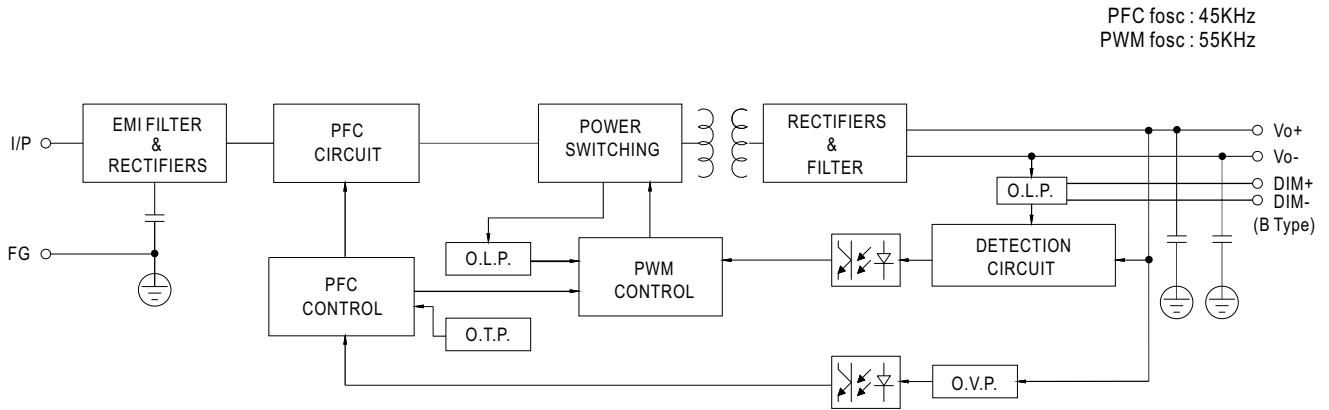 PFC fosc : 45KHz
PWM fosc : 55KHz
I/P
EMI FILTER
&
RECTIFIERS
PFC
CIRCUIT
POWER
SWITCHING
RECTIFIERS
&
FILTER
Vo+
Vo-
DIM+
DIM-
(B Type)
O.L.P.
FG
O.L.P.
PFC
CONTROL
PWM
CONTROL
DETECTION
CIRCUIT
O.T.P.
O.V.P.